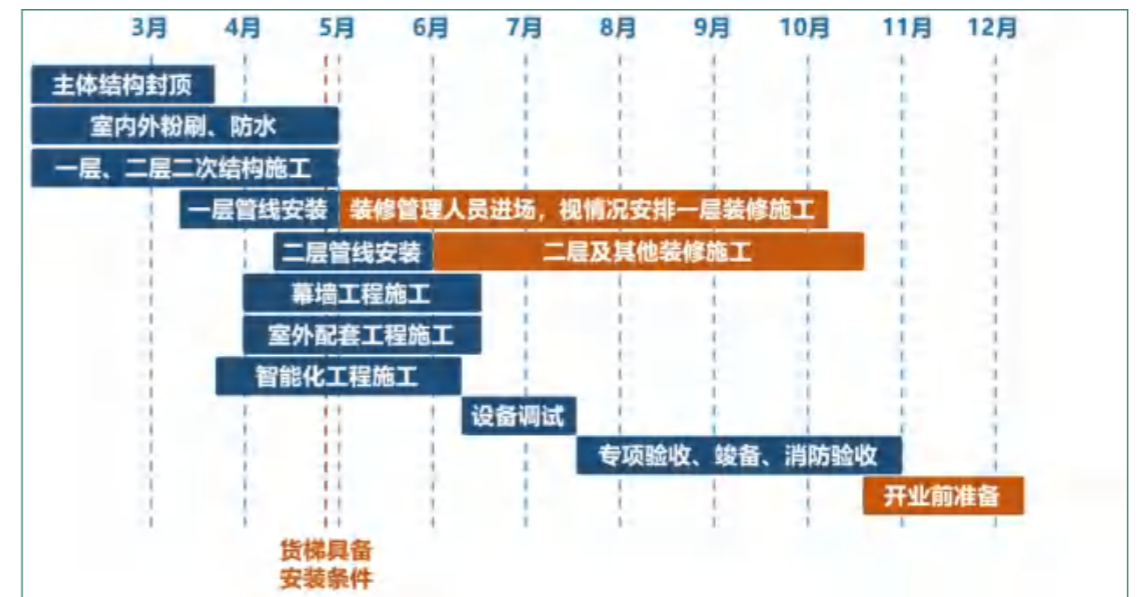 3月 4月 5月 6月 7月 8月 9月 10月 11月 12月
主体结构封顶
室内外粉刷、防水
一层、二层二次结构施工
一层管线安装 装修管理人员进场，视情况安排一层装修施工
二层管线安装 二层及其他装修施工
幕墙工程施工
室外配套工程施工
智能化工程施工
设备调试
专项验收、竣备、消防验收
开业前准备
货梯具备
安装条件